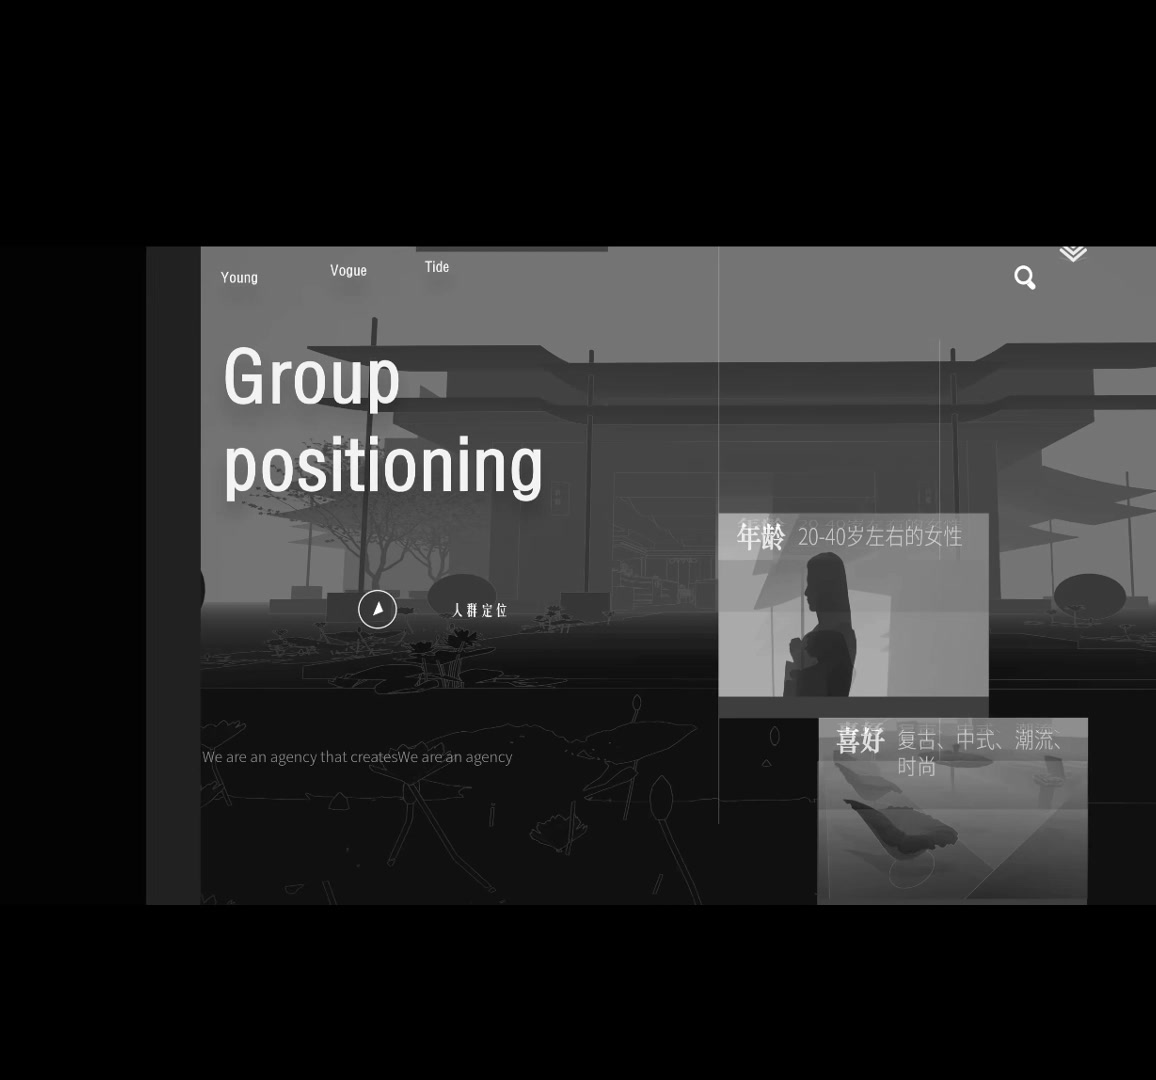 Young
Vogue
Tide
Group
positioning
年龄 20-40岁左右的女性
人群定位
喜好 复古、中式、潮流、
时尚
We are an agency that createsWe are an agency